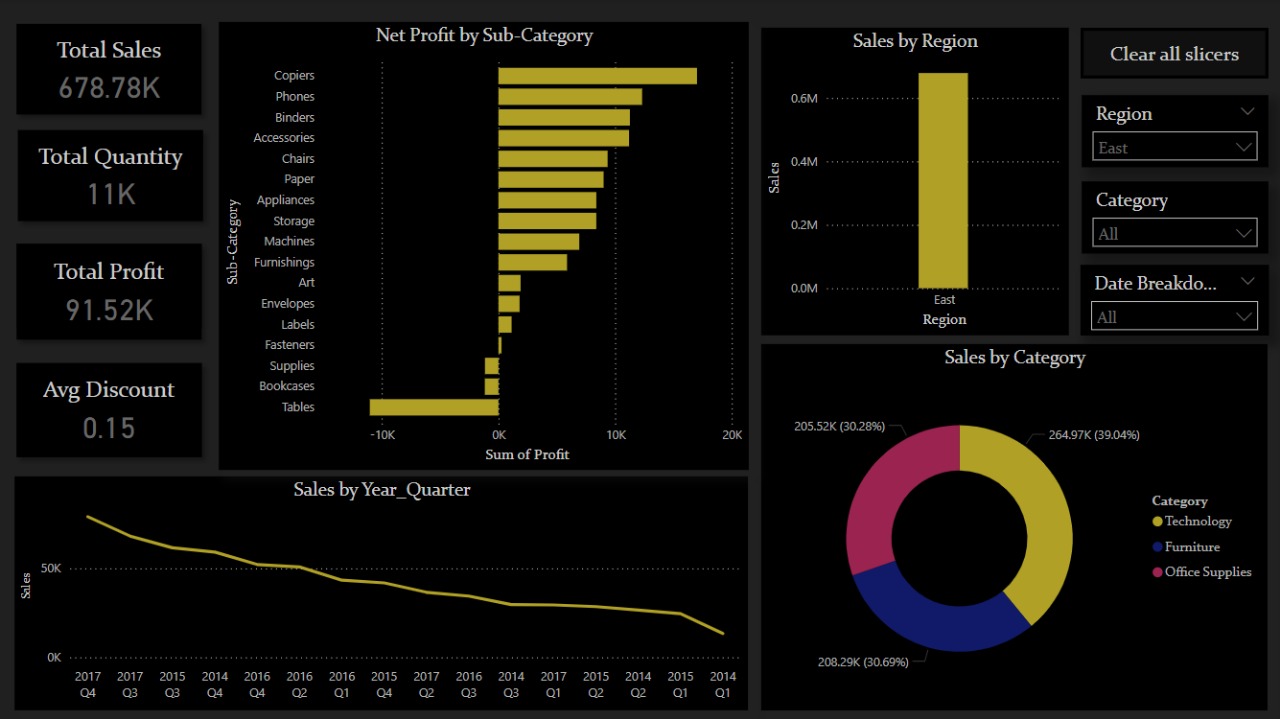 Total Sales
678.78K
Total Quantity
11K
Total Profit
91.52K
Avg Discount
0.15
Net Profit by Sub-Category
Sub-Category
Copiers
Phones
Binders
Accessories
Chairs
Paper
Appliances
Storage
Machines
Furnishings
Art
Envelopes
Labels
Fasteners
Supplies
Bookcases
Tables
-10K 0K 10K 20K
Sum of Profit
Sales by Region
Sales
0.6M
0.4M
0.2M
0.0M
East
Region
Clear all slicers
Region
East
Category
All
Date Breakdo...
All
Sales by Year_Quarter
Sales
50K
0K
2017 2017 2015 2014 2016 2016 2016 2015 2017 2016 2014 2017 2015 2014 2015 2014
Q4 Q3 Q3 Q4 Q4 Q2 Q1 Q4 Q2 Q3 Q3 Q1 Q2 Q2 Q1 Q1
Sales by Category
205.52K (30.28%)
264.97K (39.04%)
208.29K (30.69%)
Category
Technology
Furniture
Office Supplies